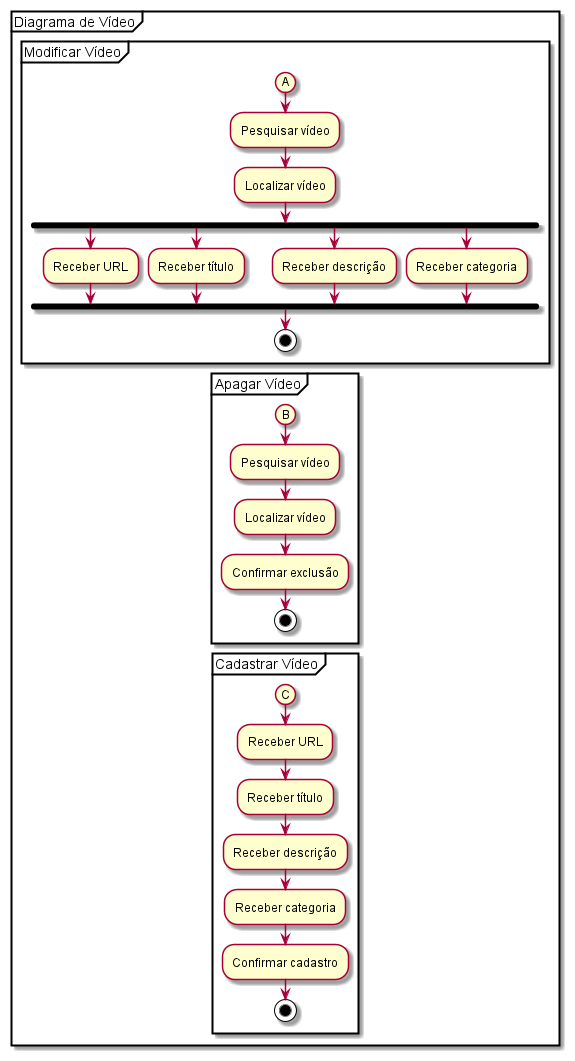 Diagrama de Vídeo
Modificar Vídeo
A
Pesquisar vídeo
Localizar vídeo
Receber URL
Receber título
Receber descrição
Receber categoria
Apagar Vídeo
B
Pesquisar vídeo
Localizar vídeo
Confirmar exclusão
Cadastrar Vídeo
C
Receber URL
Receber título
Receber descrição
Receber categoria
Confirmar cadastro